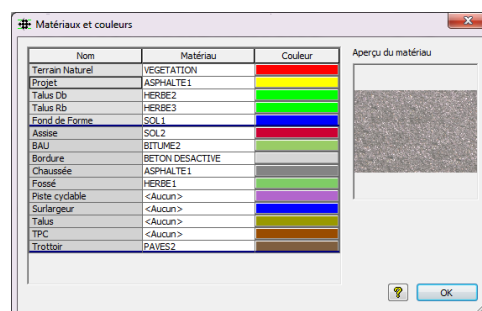 Matériaux et couleurs
Nom Matériau Couleur Aperçu du matériau
Terrain Naturel VEGETATION
Projet ASPHALTE1
Talus Db HERBE2
Talus Rb HERBE3
Fond de Forme SOL1
Assise SOL2
BAU BITUME2
Bordure BETON DESACTIVE
Chaussée ASPHALTE1
Fossé HERBE1
Piste cyclable <Aucun>
Surlargeur <Aucun>
Talus <Aucun>
TPC <Aucun>
Trottoir PAVES2
? OK